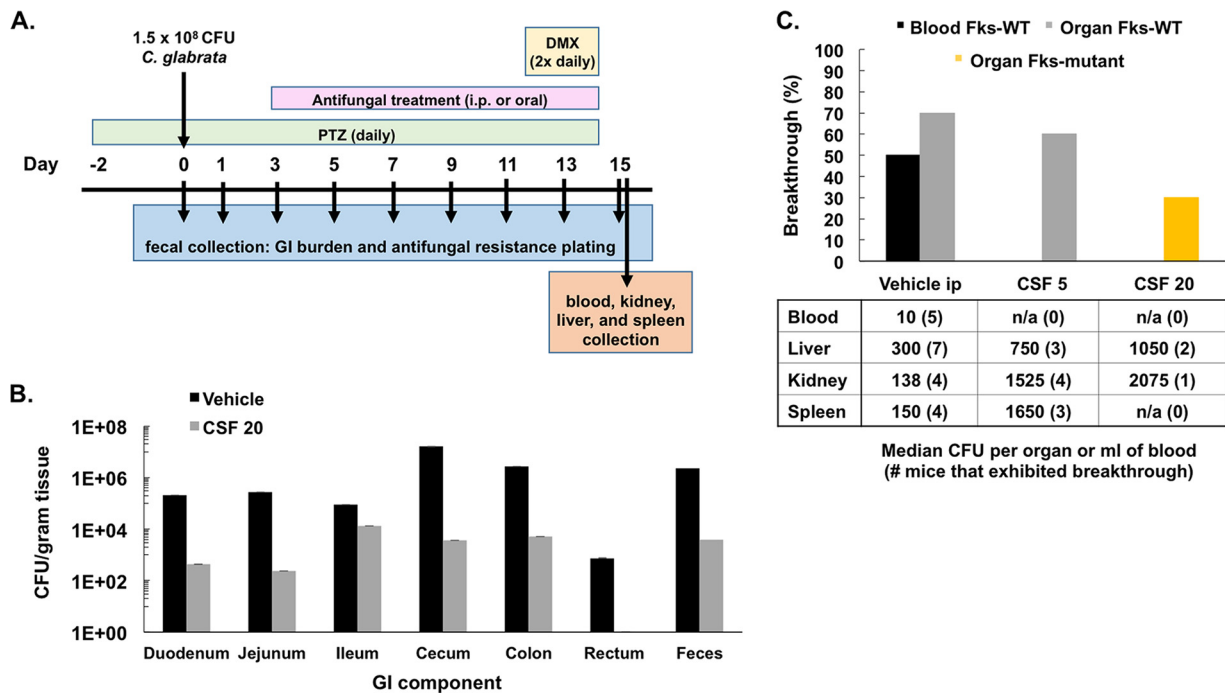 A.
1.5 x 10⁸ CFU
C. glabrata
DMX
(2x daily)
Antifungal treatment (i.p. or oral)
PTZ (daily)
Day -2 0 1 3 5 7 9 11 13 15
fecal collection: GI burden and antifungal resistance plating
blood, kidney,
liver, and spleen
collection
B.
Vehicle
CSF 20
CFU/gram tissue
1E+08
1E+06
1E+04
1E+02
1E+00
Duodenum Jejunum Ileum Cecum Colon Rectum Feces
GI component
C.
Blood Fks-WT Organ Fks-WT
Organ Fks-mutant
Breakthrough (%)
100
90
80
70
60
50
40
30
20
10
0
Vehicle ip CSF 5 CSF 20
Blood 10 (5) n/a (0) n/a (0)
Liver 300 (7) 750 (3) 1050 (2)
Kidney 138 (4) 1525 (4) 2075 (1)
Spleen 150 (4) 1650 (3) n/a (0)
Median CFU per organ or ml of blood
(# mice that exhibited breakthrough)